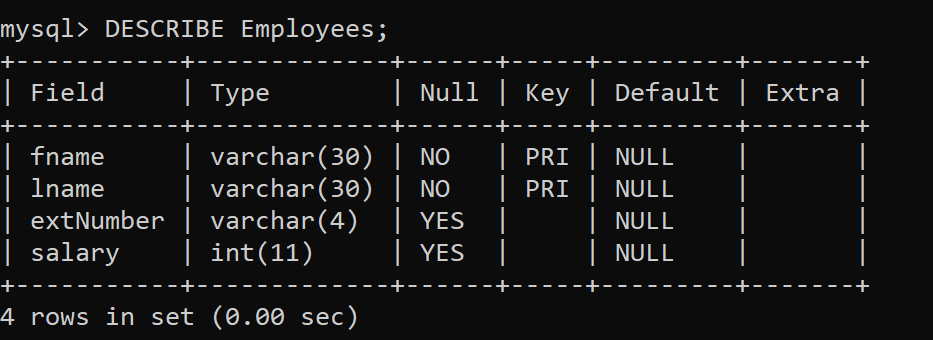 mysql> DESCRIBE Employees;
+-----------+-------------+------+-----+---------+-------+
| Field     | Type        | Null | Key | Default | Extra |
+-----------+-------------+------+-----+---------+-------+
| fname     | varchar(30) | NO   | PRI | NULL    |       |
| lname     | varchar(30) | NO   | PRI | NULL    |       |
| extNumber | varchar(4)  | YES  |     | NULL    |       |
| salary    | int(11)     | YES  |     | NULL    |       |
+-----------+-------------+------+-----+---------+-------+
4 rows in set (0.00 sec)